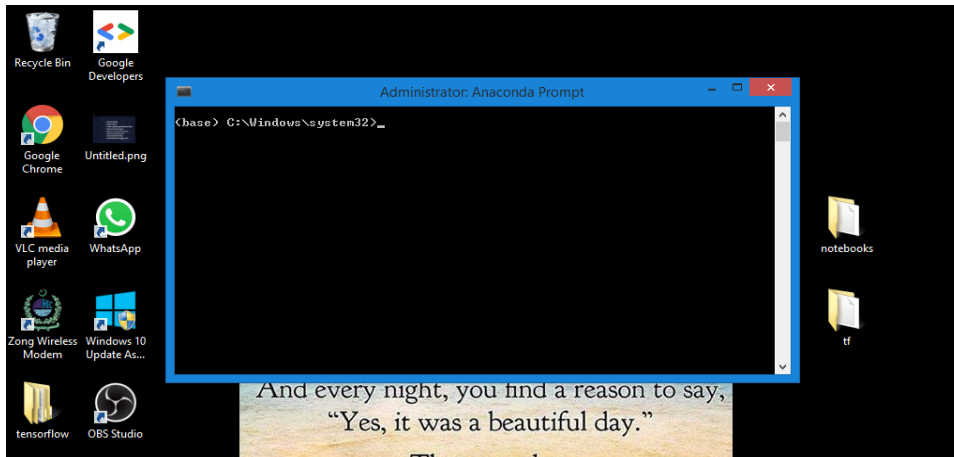 Recycle Bin
Google
Developers
Google
Chrome
Untitled.png
VLC media
player
WhatsApp
Zong Wireless
Modem
Windows 10
Update As...
tensorflow
OBS Studio
Administrator: Anaconda Prompt
(base) C:\Windows\system32>_
notebooks
tf
And every night, you find a reason to say,
“Yes, it was a beautiful day.”